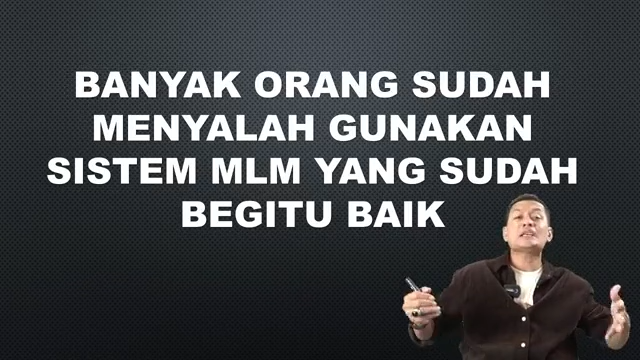 BANYAK ORANG SUDAH
MENYALAH GUNAKAN
SISTEM MLM YANG SUDAH
BEGITU BAIK